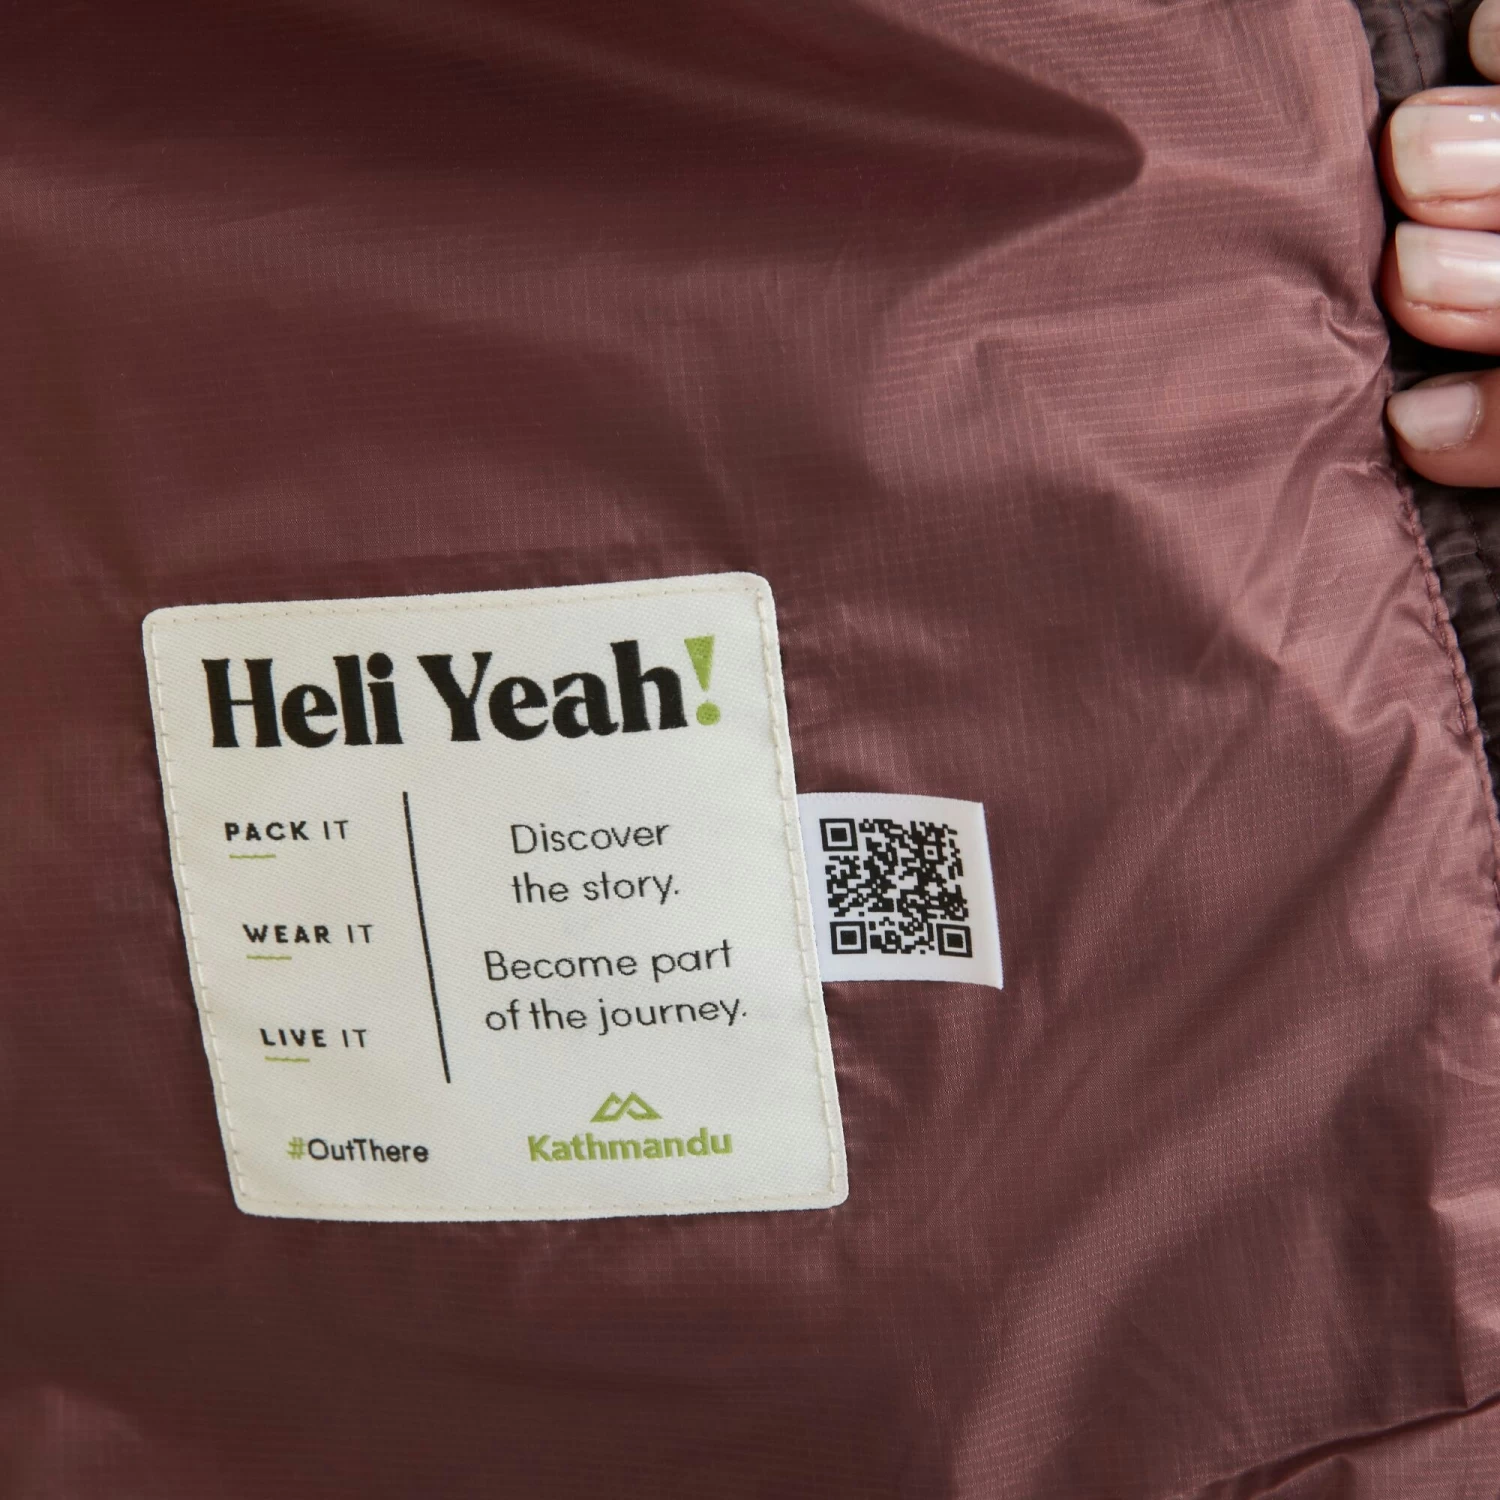 Heli Yeah!
PACK IT
WEAR IT
LIVE IT
#OutThere
Discover
the story.
Become part
of the journey.
Kathmandu